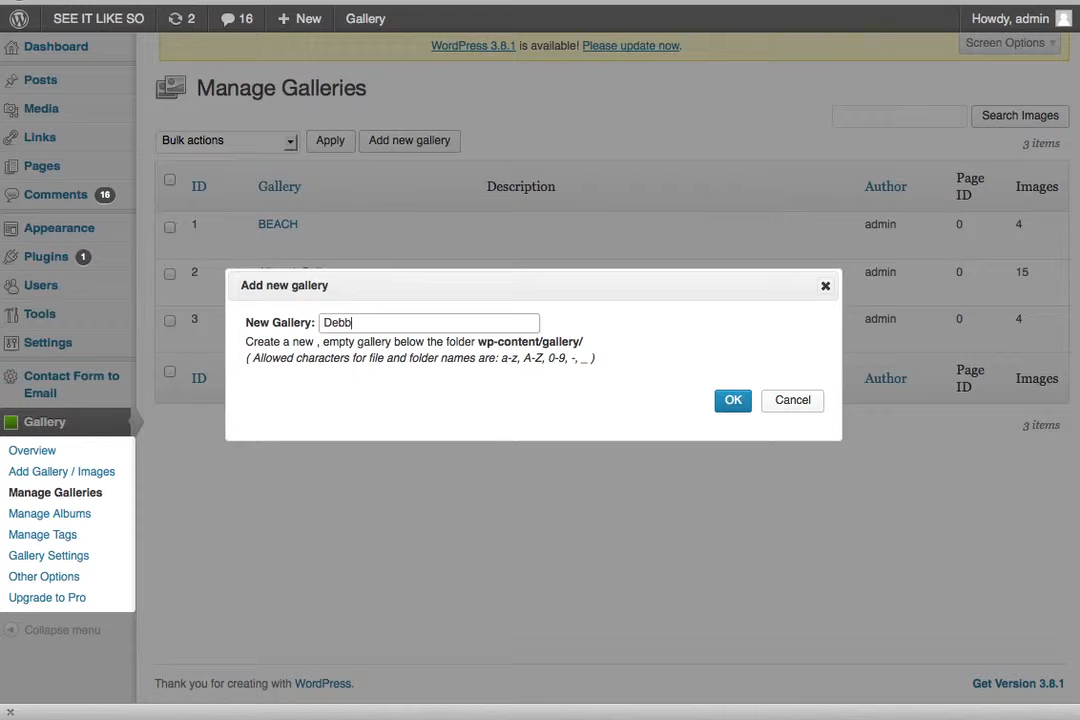 SEE IT LIKE SO 2 16 + New Gallery Howdy, admin
WordPress 3.8.1 is available! Please update now.
Screen Options
Dashboard
Posts
Media
Links
Pages
Comments 16
Appearance
Plugins 1
Users
Tools
Settings
Contact Form to
Email
Gallery
Overview
Add Gallery / Images
Manage Galleries
Manage Albums
Manage Tags
Gallery Settings
Other Options
Upgrade to Pro
Collapse menu
Manage Galleries
Search Images
Bulk actions Apply Add new gallery
3 items
ID Gallery Description Author Page ID Images
1 BEACH admin 0 4
2 admin 0 15
3 admin 0 4
ID Author Page ID Images
3 items
Add new gallery
New Gallery: Debb
Create a new , empty gallery below the folder wp-content/gallery/
( Allowed characters for file and folder names are: a-z, A-Z, 0-9, -, _ )
OK Cancel
Thank you for creating with WordPress.
Get Version 3.8.1